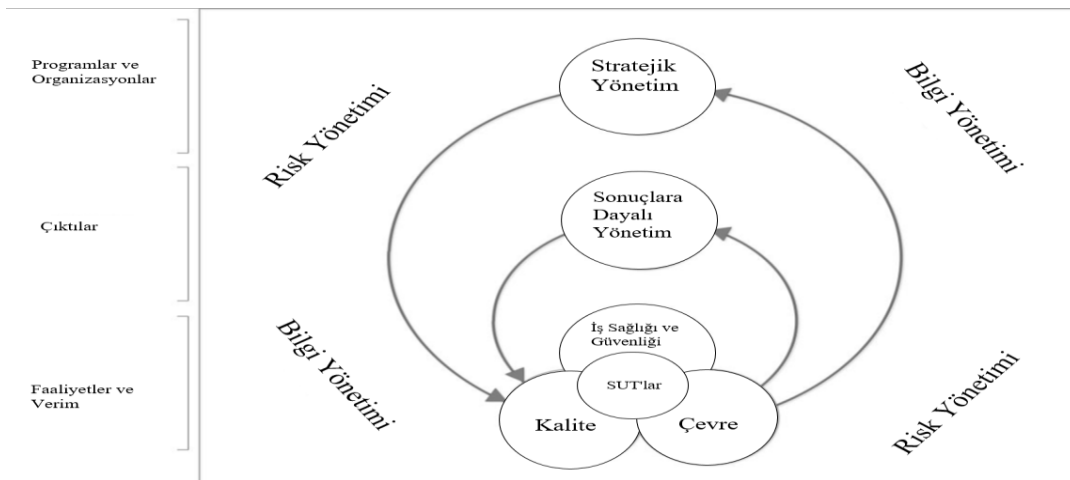 Programlar ve
Organizasyonlar
Çıktılar
Faaliyetler ve
Verim
Risk Yönetimi
Bilgi Yönetimi
Stratejik
Yönetim
Sonuçlara
Dayalı
Yönetim
İş Sağlığı ve
Güvenliği
SUT'lar
Kalite
Çevre
Bilgi Yönetimi
Risk Yönetimi